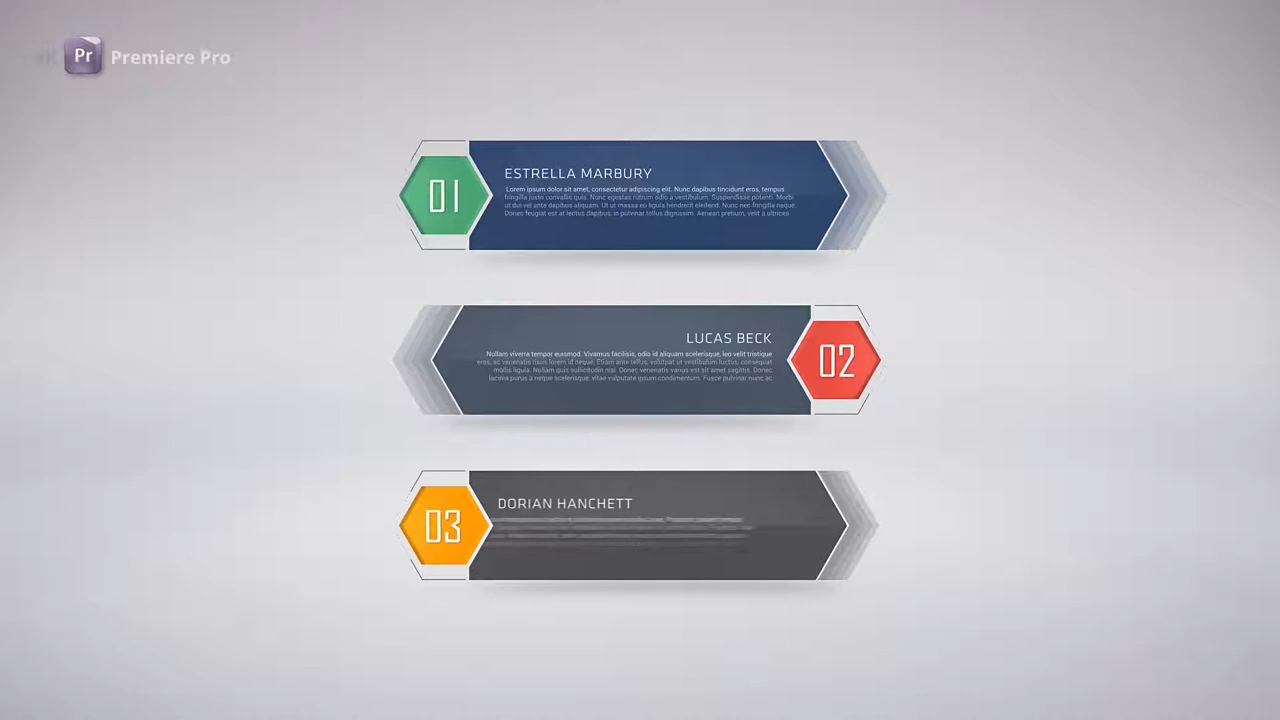 Pr Premiere Pro
01
ESTRELLA MARBURY
Lorem ipsum dolor sit amet, consectetur adipiscing elit. Nunc dapibus tincidunt eros, tempus
fringilla justo convallis quis. Nunc egestas rutrum odio a vestibulum. Suspendisse potenti. Morbi
ut dui vel ante dapibus aliquam. Ut ut massa eu ligula hendrerit eleifend. Nunc nec fringilla neque.
Donec feugiat est at lectus dapibus, in pulvinar tellus dignissim. Aenean pretium, velit a ultrices
LUCAS BECK
Nullam viverra tempor euismod. Vivamus facilisis, odio id aliquam scelerisque, leo velit tristique
eros, ac venenatis risus lorem id neque. Etiam ante tellus, volutpat ut vestibulum luctus, consequat
mollis ligula. Nullam quis sollicitudin nisl. Donec venenatis varius est sit amet sagittis. Donec
lacinia purus a neque scelerisque, vitae vulputate ipsum condimentum. Fusce pulvinar nunc ac
02
03
DORIAN HANCHETT